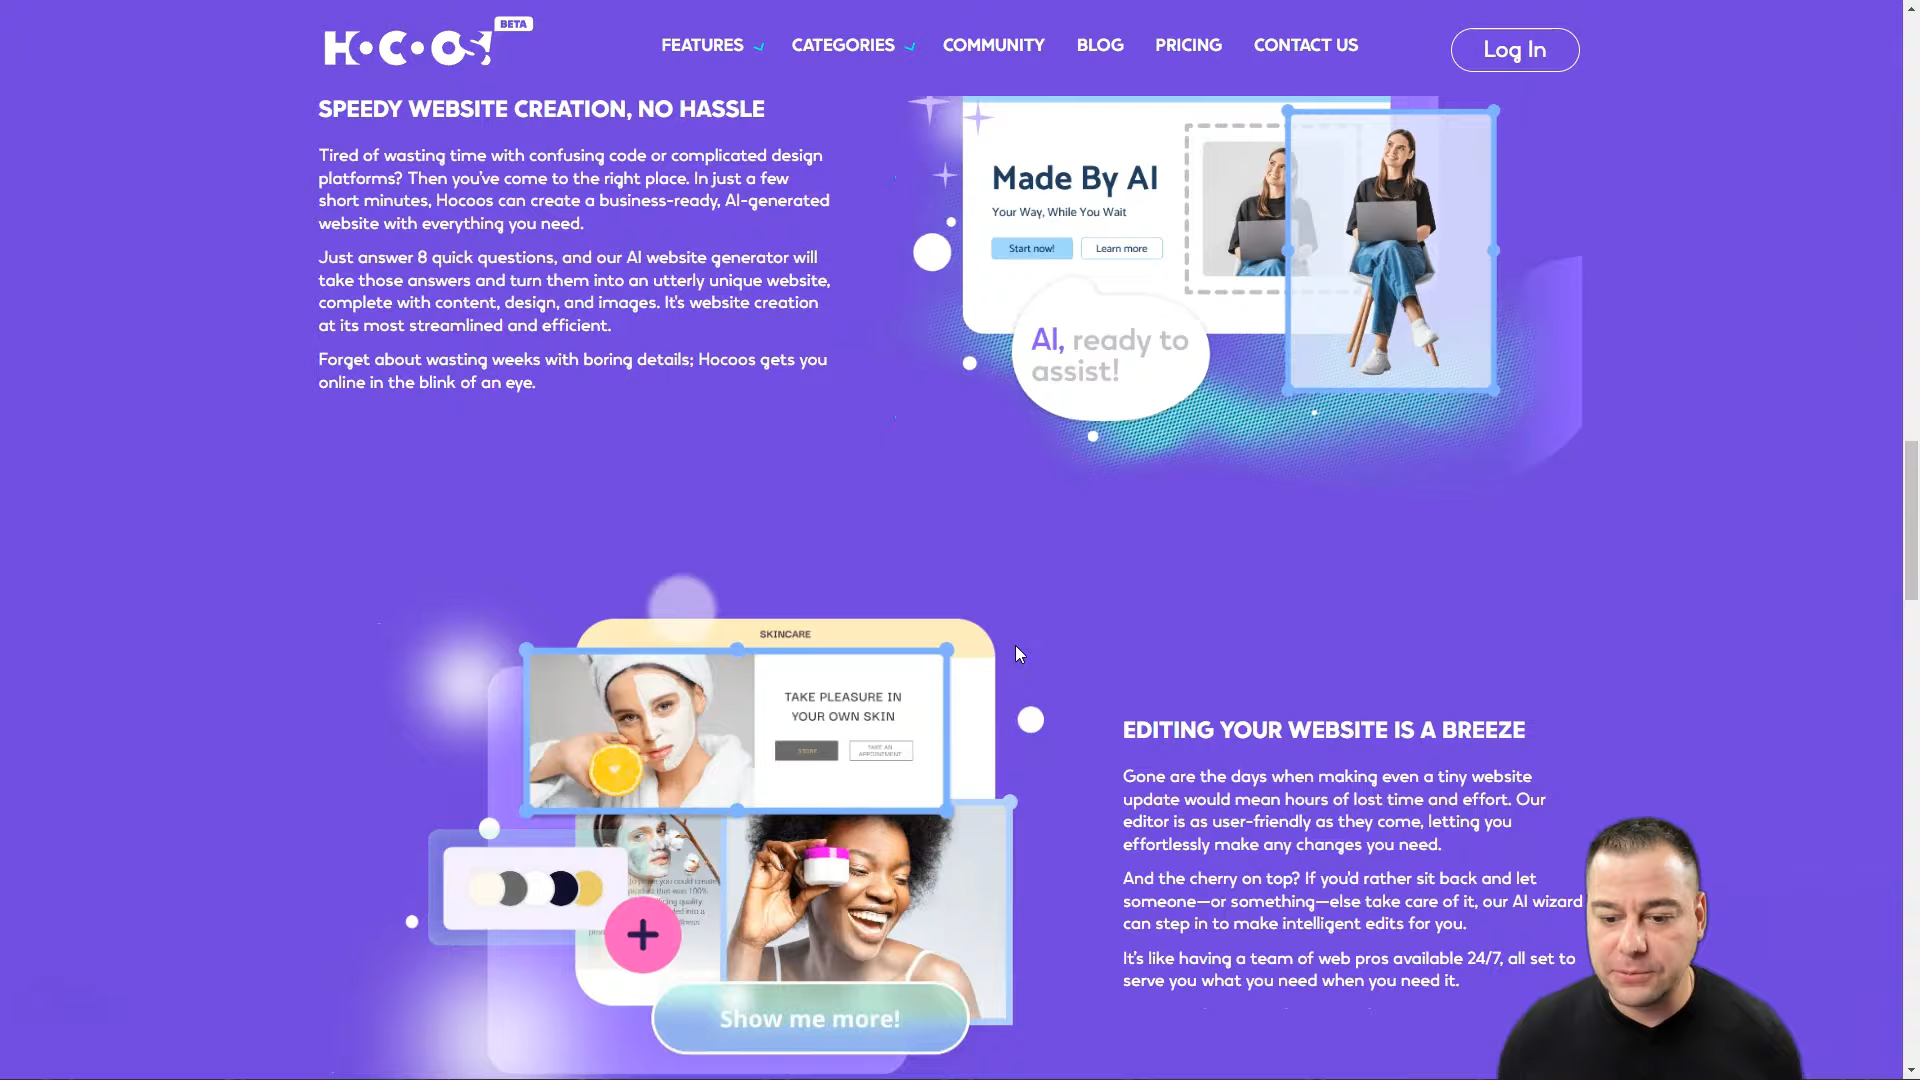 HOCOOS BETA
FEATURES CATEGORIES COMMUNITY BLOG PRICING CONTACT US
Log In
SPEEDY WEBSITE CREATION, NO HASSLE
Tired of wasting time with confusing code or complicated design
platforms? Then you've come to the right place. In just a few
short minutes, Hocoos can create a business-ready, AI-generated
website with everything you need.
Just answer 8 quick questions, and our AI website generator will
take those answers and turn them into an utterly unique website,
complete with content, design, and images. It's website creation
at its most streamlined and efficient.
Forget about wasting weeks with boring details; Hocoos gets you
online in the blink of an eye.
Made By AI
Your Way, While You Wait
Start now! Learn more
AI, ready to
assist!
SKINCARE
TAKE PLEASURE IN
YOUR OWN SKIN
STORE
TAKE AN
APPOINTMENT
Show me more!
EDITING YOUR WEBSITE IS A BREEZE
Gone are the days when making even a tiny website
update would mean hours of lost time and effort. Our
editor is as user-friendly as they come, letting you
effortlessly make any changes you need.
And the cherry on top? If you'd rather sit back and let
someone—or something—else take care of it, our AI wizard
can step in to make intelligent edits for you.
It's like having a team of web pros available 24/7, all set to
serve you what you need when you need it.